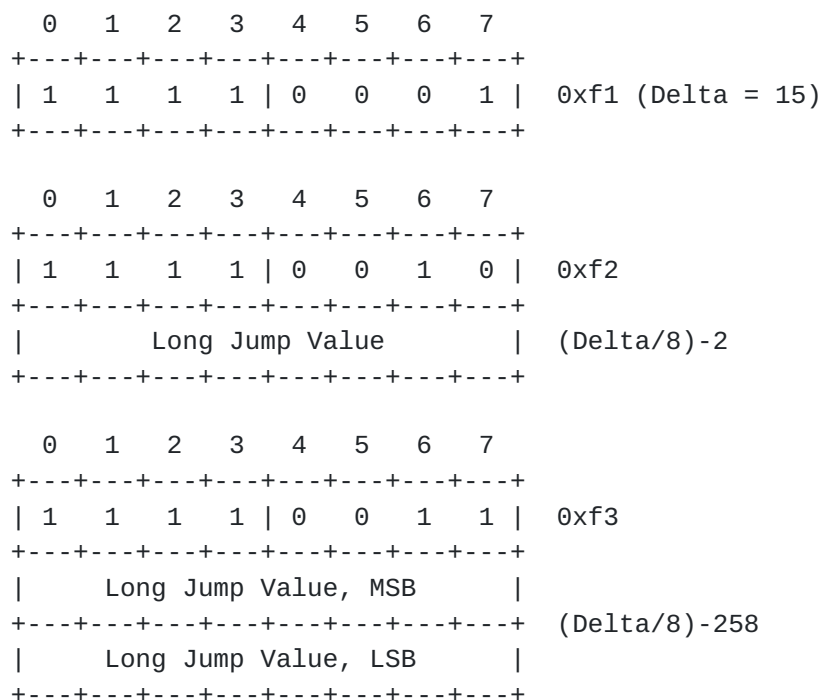 0   1   2   3   4   5   6   7
+---+---+---+---+---+---+---+---+
| 1   1   1   1 | 0   0   0   1 |  0xf1 (Delta = 15)
+---+---+---+---+---+---+---+---+
  0   1   2   3   4   5   6   7
+---+---+---+---+---+---+---+---+
| 1   1   1   1 | 0   0   1   0 |  0xf2
+---+---+---+---+---+---+---+---+
|        Long Jump Value        |  (Delta/8)-2
+---+---+---+---+---+---+---+---+
  0   1   2   3   4   5   6   7
+---+---+---+---+---+---+---+---+
| 1   1   1   1 | 0   0   1   1 |  0xf3
+---+---+---+---+---+---+---+---+
|     Long Jump Value, MSB      |
+---+---+---+---+---+---+---+---+  (Delta/8)-258
|     Long Jump Value, LSB      |
+---+---+---+---+---+---+---+---+